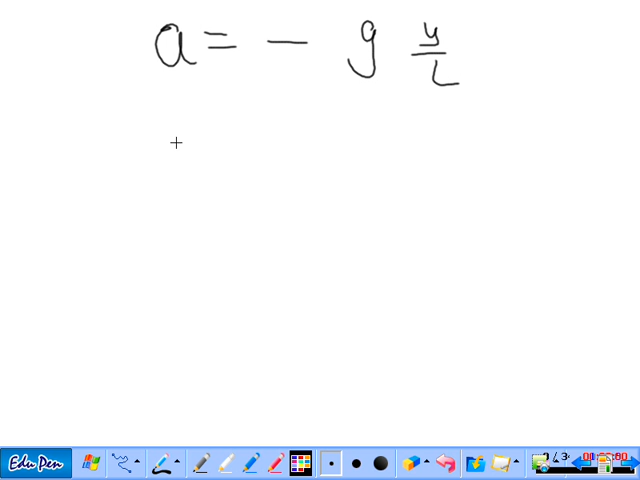 a = - g y/L
Edu Pen